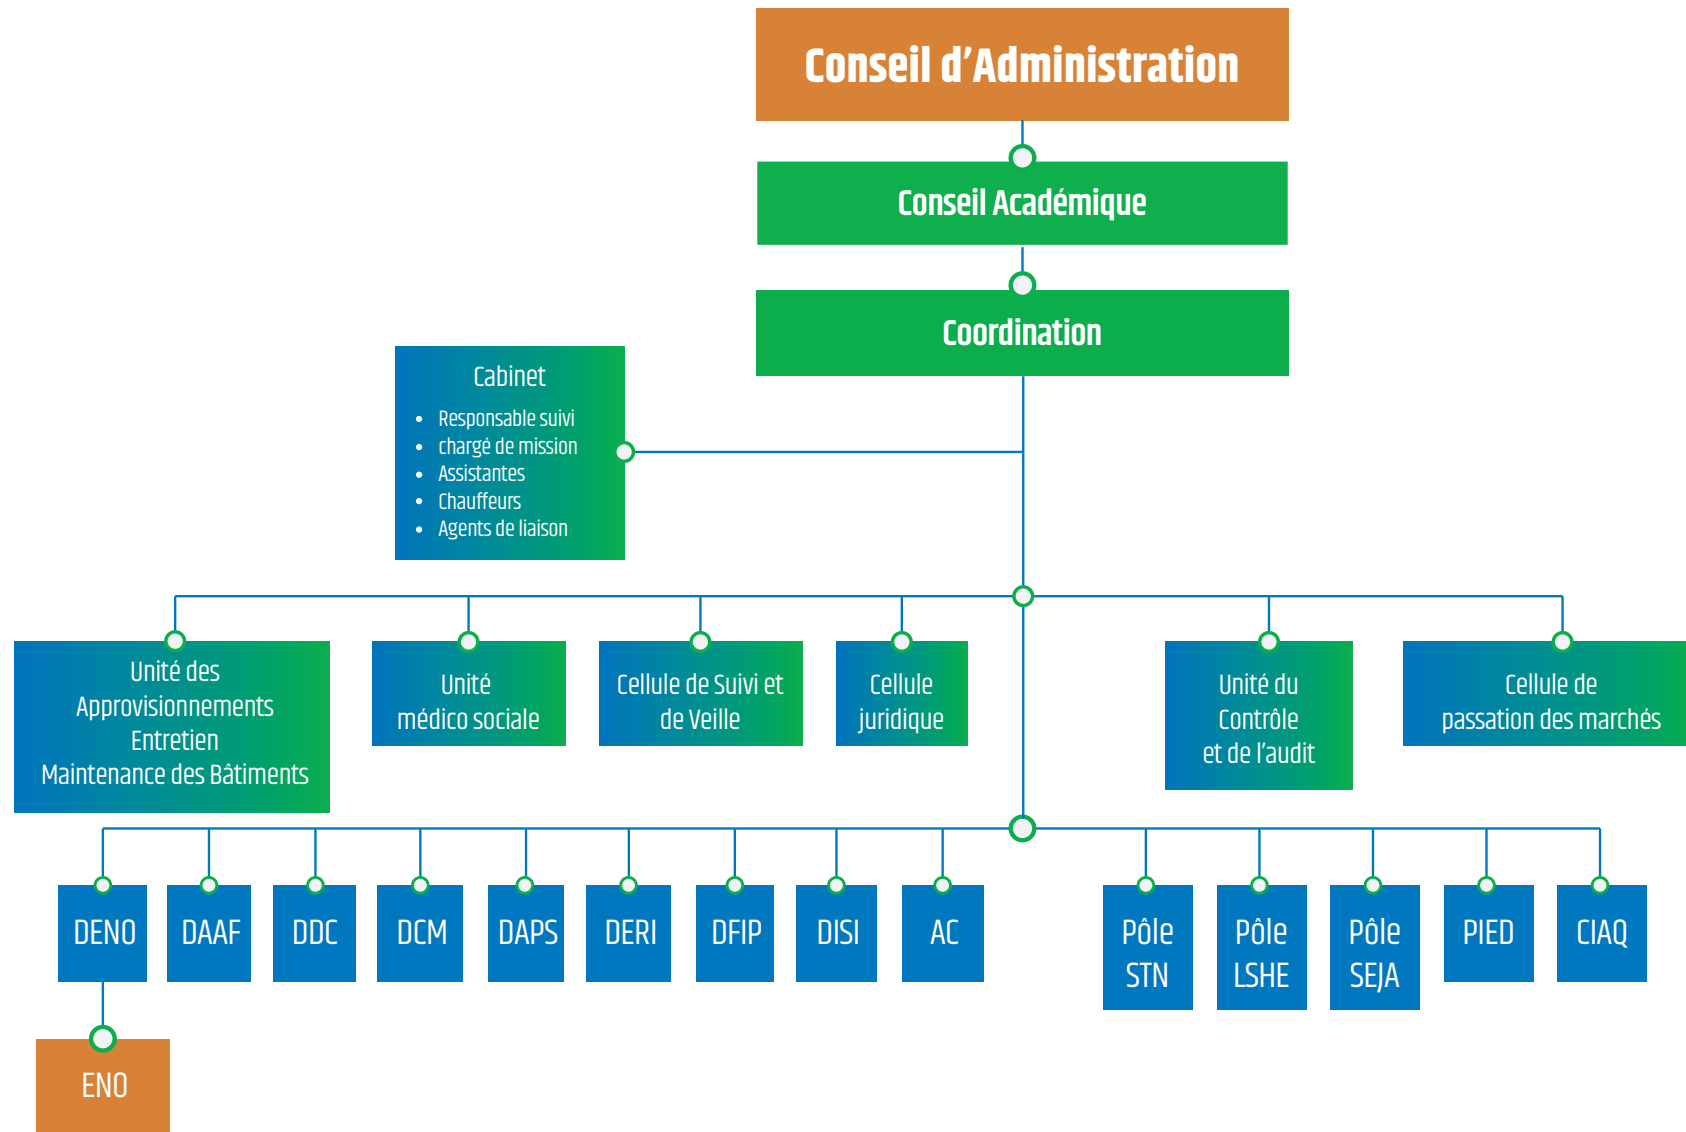 Conseil d’Administration
Conseil Académique
Coordination
Cabinet
• Responsable suivi
• chargé de mission
• Assistantes
• Chauffeurs
• Agents de liaison
Unité des
Approvisionnements
Entretien
Maintenance des Bâtiments
Unité
médico sociale
Cellule de Suivi et
de Veille
Cellule
juridique
Unité du
Contrôle
et de l’audit
Cellule de
passation des marchés
DENO
DAAF
DDC
DCM
DAPS
DERI
DFIP
DISI
AC
Pôle
STN
Pôle
LSHE
Pôle
SEJA
PIED
CIAQ
ENO